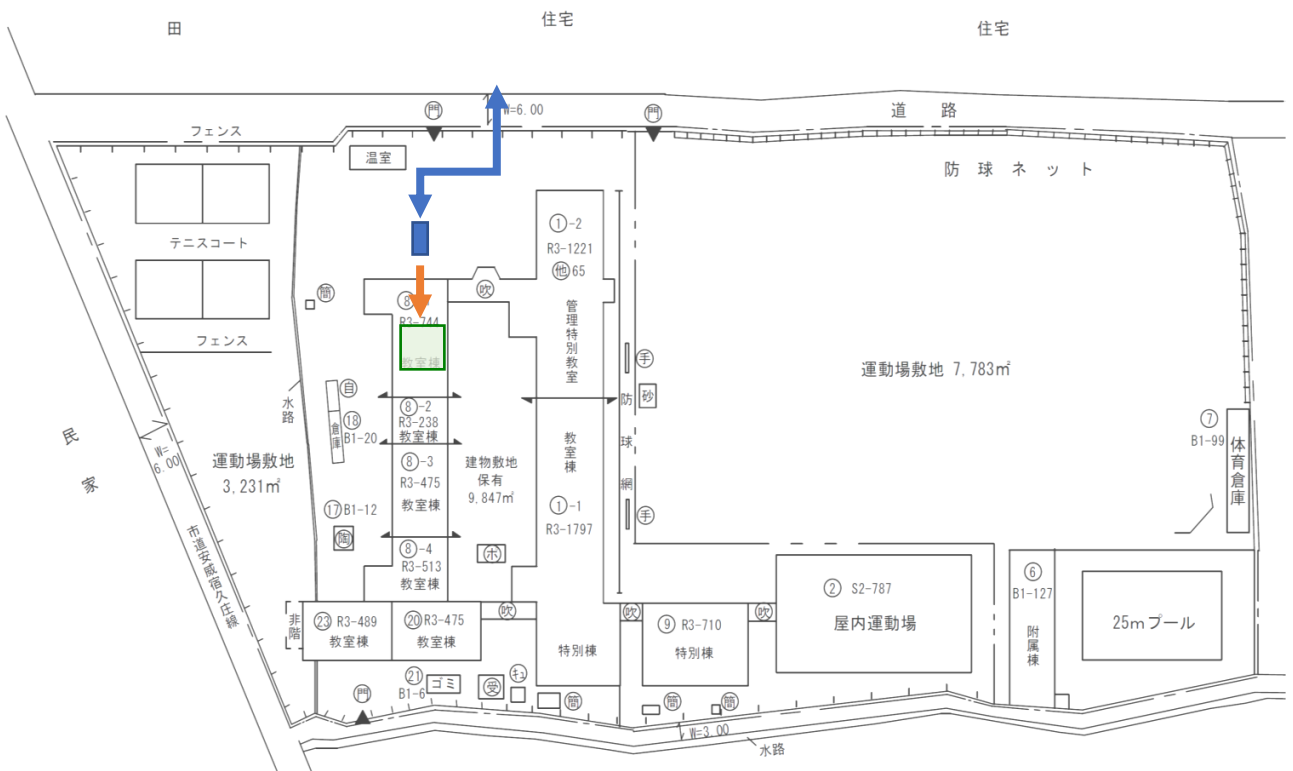 田
住宅
住宅
門
W=6.00
門
道 路
フェンス
温室
防球ネット
①-2
R3-1221
他65
テニスコート
簡
吹
R3-744
教室棟
管理特別教室
フェンス
手
砂
運動場敷地 7,783㎡
水路
自
⑱
倉庫
B1-20
⑧-2
R3-238
教室棟
防球網
⑦
B1-99
体育倉庫
民家
W=6.00
運動場敷地
3,231㎡
⑧-3
R3-475
教室棟
建物敷地
保有
9,847㎡
教室棟
①-1
R3-1797
手
⑰B1-12
陶
⑧-4
R3-513
教室棟
ホ
市道安威宿久庄線
② S2-787
屋内運動場
⑥
B1-127
附属棟
25mプール
非階
㉓ R3-489
教室棟
⑳R3-475
教室棟
吹
特別棟
吹
⑨ R3-710
特別棟
吹
㉑
B1-6
ゴミ
受
キュ
門
簡
簡
簡
W=3.00
水路